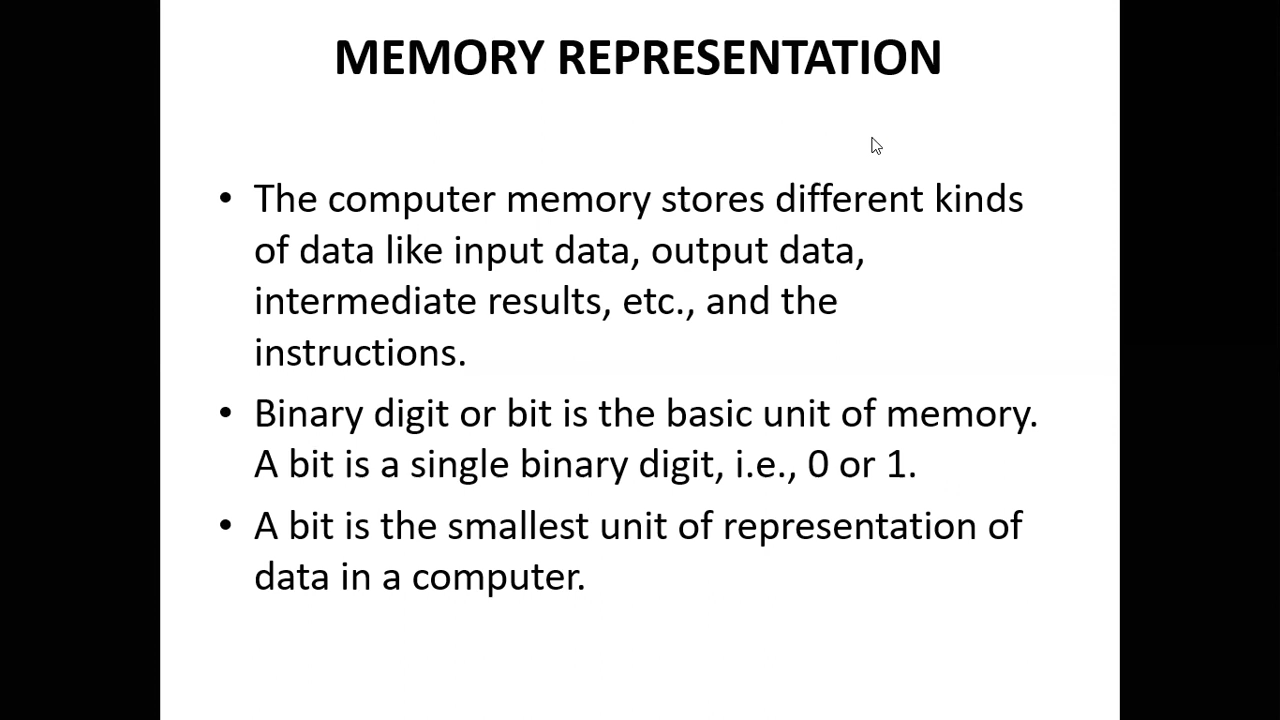 MEMORY REPRESENTATION
• The computer memory stores different kinds
of data like input data, output data,
intermediate results, etc., and the
instructions.
• Binary digit or bit is the basic unit of memory.
A bit is a single binary digit, i.e., 0 or 1.
• A bit is the smallest unit of representation of
data in a computer.